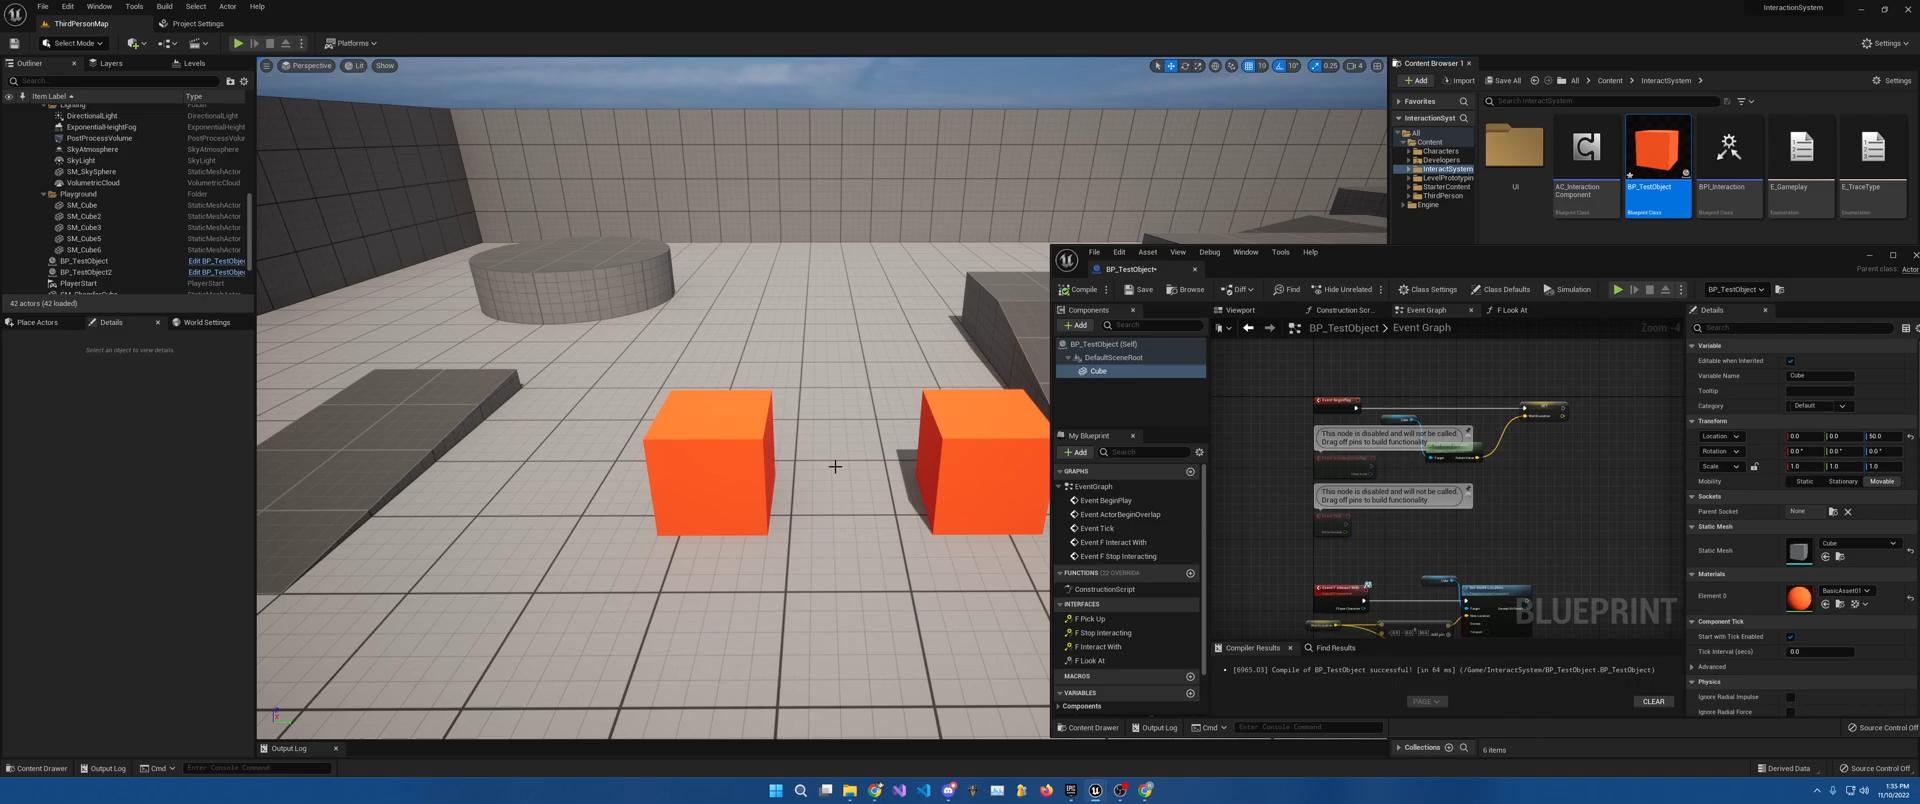 File Edit Window Tools Build Select Actor Help
InteractionSystem
ThirdPersonMap
Project Settings
Select Mode
Platforms
Settings
Outliner
Layers
Levels
Search...
Item Label
Type
Lighting Folder
DirectionalLight DirectionalLight
ExponentialHeightFog ExponentialHeight
PostProcessVolume PostProcessVolur
SkyAtmosphere SkyAtmosphere
SkyLight SkyLight
SM_SkySphere StaticMeshActor
VolumetricCloud VolumetricCloud
Playground Folder
SM_Cube StaticMeshActor
SM_Cube2 StaticMeshActor
SM_Cube3 StaticMeshActor
SM_Cube5 StaticMeshActor
SM_Cube6 StaticMeshActor
BP_TestObject Edit BP_TestObjec
BP_TestObject2 Edit BP_TestObjec
PlayerStart PlayerStart
42 actors (42 loaded)
Place Actors
Details
World Settings
Select an object to view details.
Perspective
Lit
Show
10
10°
0.25
4
Content Browser 1
Add
Import
Save All
All
Content
InteractionSystem
Settings
Favorites
Search InteractSystem
InteractionSyst
All
Content
Characters
Developers
InteractSystem
LevelPrototypin
StarterContent
ThirdPerson
Engine
UI
AC_Interaction
Component
Blueprint Class
BP_TestObject
Blueprint Class
BPI_Interaction
Blueprint Class
E_Gameplay
Enumeration
E_TraceType
Enumeration
File Edit Asset View Debug Window Tools Help
BP_TestObject•
Parent class: Actor
Compile
Save
Browse
Diff
Find
Hide Unrelated
Class Settings
Class Defaults
Simulation
BP_TestObject
Components
Add
Search
BP_TestObject (Self)
DefaultSceneRoot
Cube
My Blueprint
Add
Search
GRAPHS
EventGraph
Event BeginPlay
Event ActorBeginOverlap
Event Tick
Event F Interact With
Event F Stop Interacting
FUNCTIONS (22 OVERRIDA
ConstructionScript
INTERFACES
F Pick Up
F Stop Interacting
F Interact With
F Look At
MACROS
VARIABLES
Components
Viewport
Construction Scr...
Event Graph
F Look At
BP_TestObject > Event Graph
Zoom -4
Event BeginPlay
SET
This node is disabled and will not be called.
Drag off pins to build functionality.
This node is disabled and will not be called.
Drag off pins to build functionality.
Event F Interact With
BLUEPRINT
Compiler Results
Find Results
[6965.03] Compile of BP_TestObject successful! [in 64 ms] (/Game/InteractSystem/BP_TestObject.BP_TestObject)
PAGE
CLEAR
Details
Search
Variable
Editable when Inherited
Variable Name Cube
Tooltip
Category Default
Transform
Location 0.0 0.0 50.0
Rotation 0.0° 0.0° 0.0°
Scale 1.0 1.0 1.0
Mobility Static Stationary Movable
Sockets
Parent Socket None
Static Mesh
Static Mesh Cube
Materials
Element 0 BasicAsset01
Component Tick
Start with Tick Enabled
Tick Interval (secs) 0.0
Advanced
Physics
Ignore Radial Impulse
Ignore Radial Force
Content Drawer
Output Log
Cmd
Enter Console Command
Source Control Off
Output Log
Collections
6 items
Content Drawer
Output Log
Cmd
Enter Console Command
Derived Data
Source Control Off
1:35 PM
11/10/2022